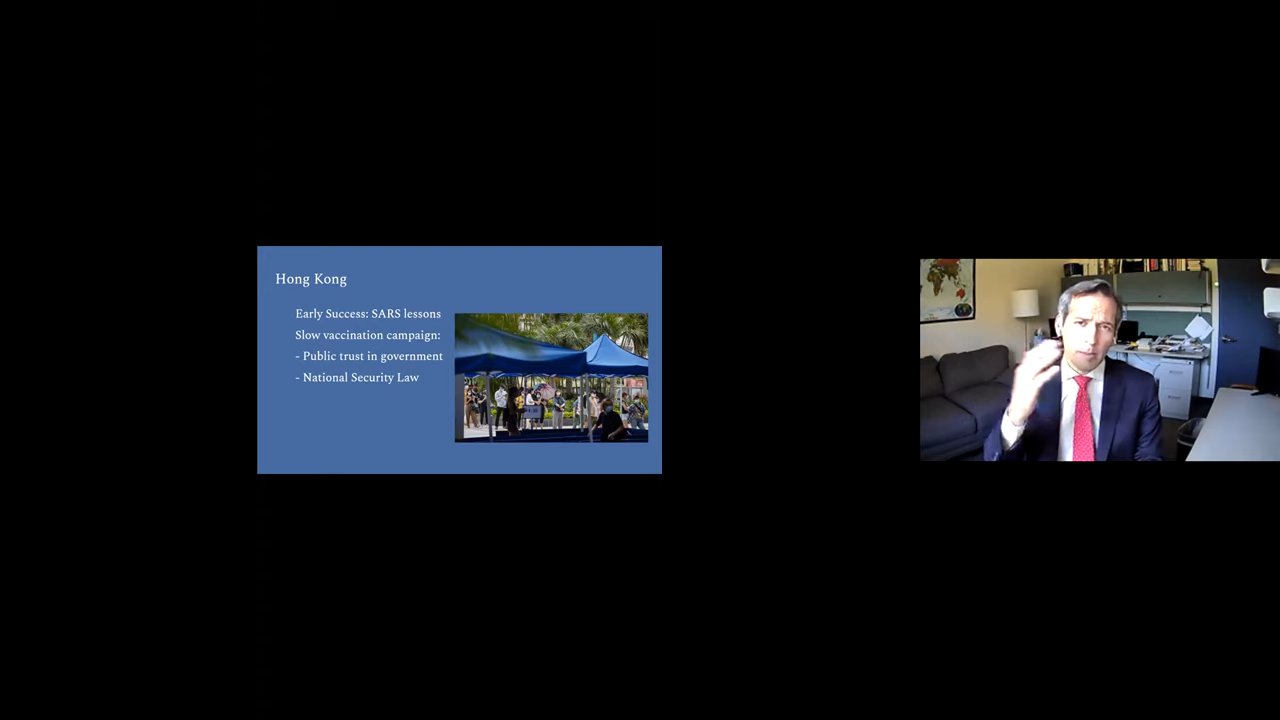 Hong Kong
Early Success: SARS lessons
Slow vaccination campaign:
- Public trust in government
- National Security Law